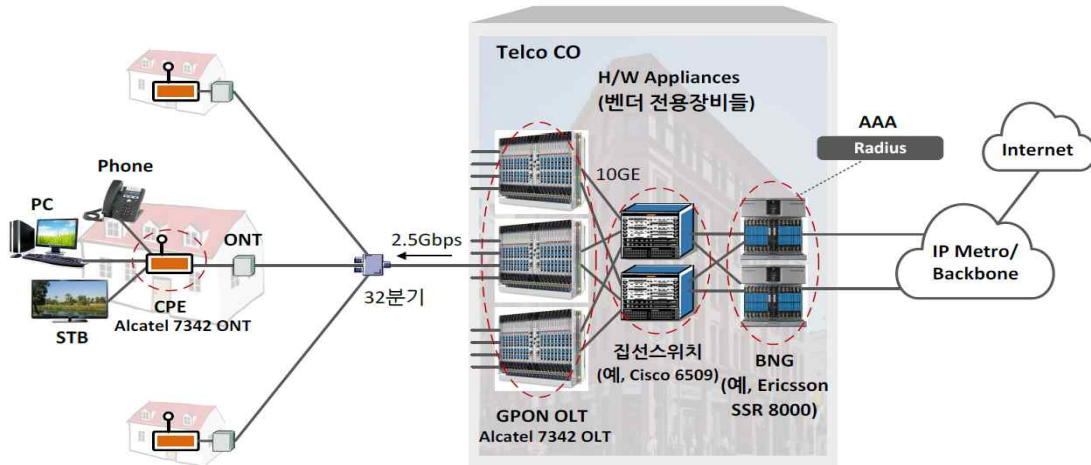 Telco CO
H/W Appliances
(벤더 전용장비들)
AAA
Radius
Internet
Phone
10GE
PC
ONT
2.5Gbps
IP Metro/
Backbone
32분기
CPE
Alcatel 7342 ONT
STB
집선스위치
(예, Cisco 6509)
BNG
(예, Ericsson
SSR 8000)
GPON OLT
Alcatel 7342 OLT